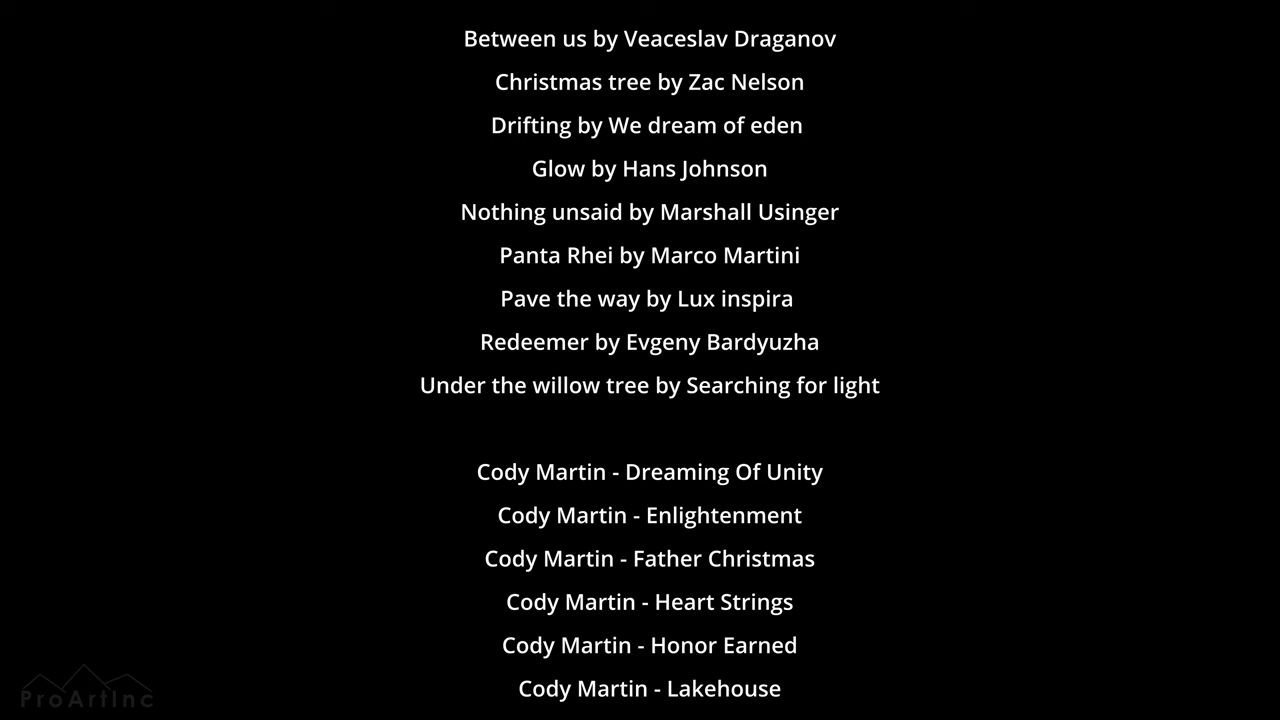 Between us by Veaceslav Draganov
Christmas tree by Zac Nelson
Drifting by We dream of eden
Glow by Hans Johnson
Nothing unsaid by Marshall Usinger
Panta Rhei by Marco Martini
Pave the way by Lux inspira
Redeemer by Evgeny Bardyuzha
Under the willow tree by Searching for light
Cody Martin - Dreaming Of Unity
Cody Martin - Enlightenment
Cody Martin - Father Christmas
Cody Martin - Heart Strings
Cody Martin - Honor Earned
Cody Martin - Lakehouse
ProArtInc